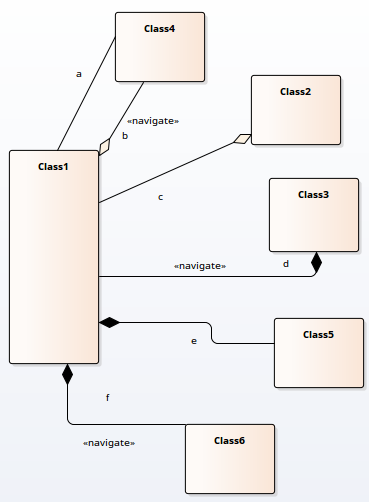 Class4
a
«navigate»
b
Class2
Class1
c
Class3
«navigate»
d
Class5
e
f
Class6
«navigate»